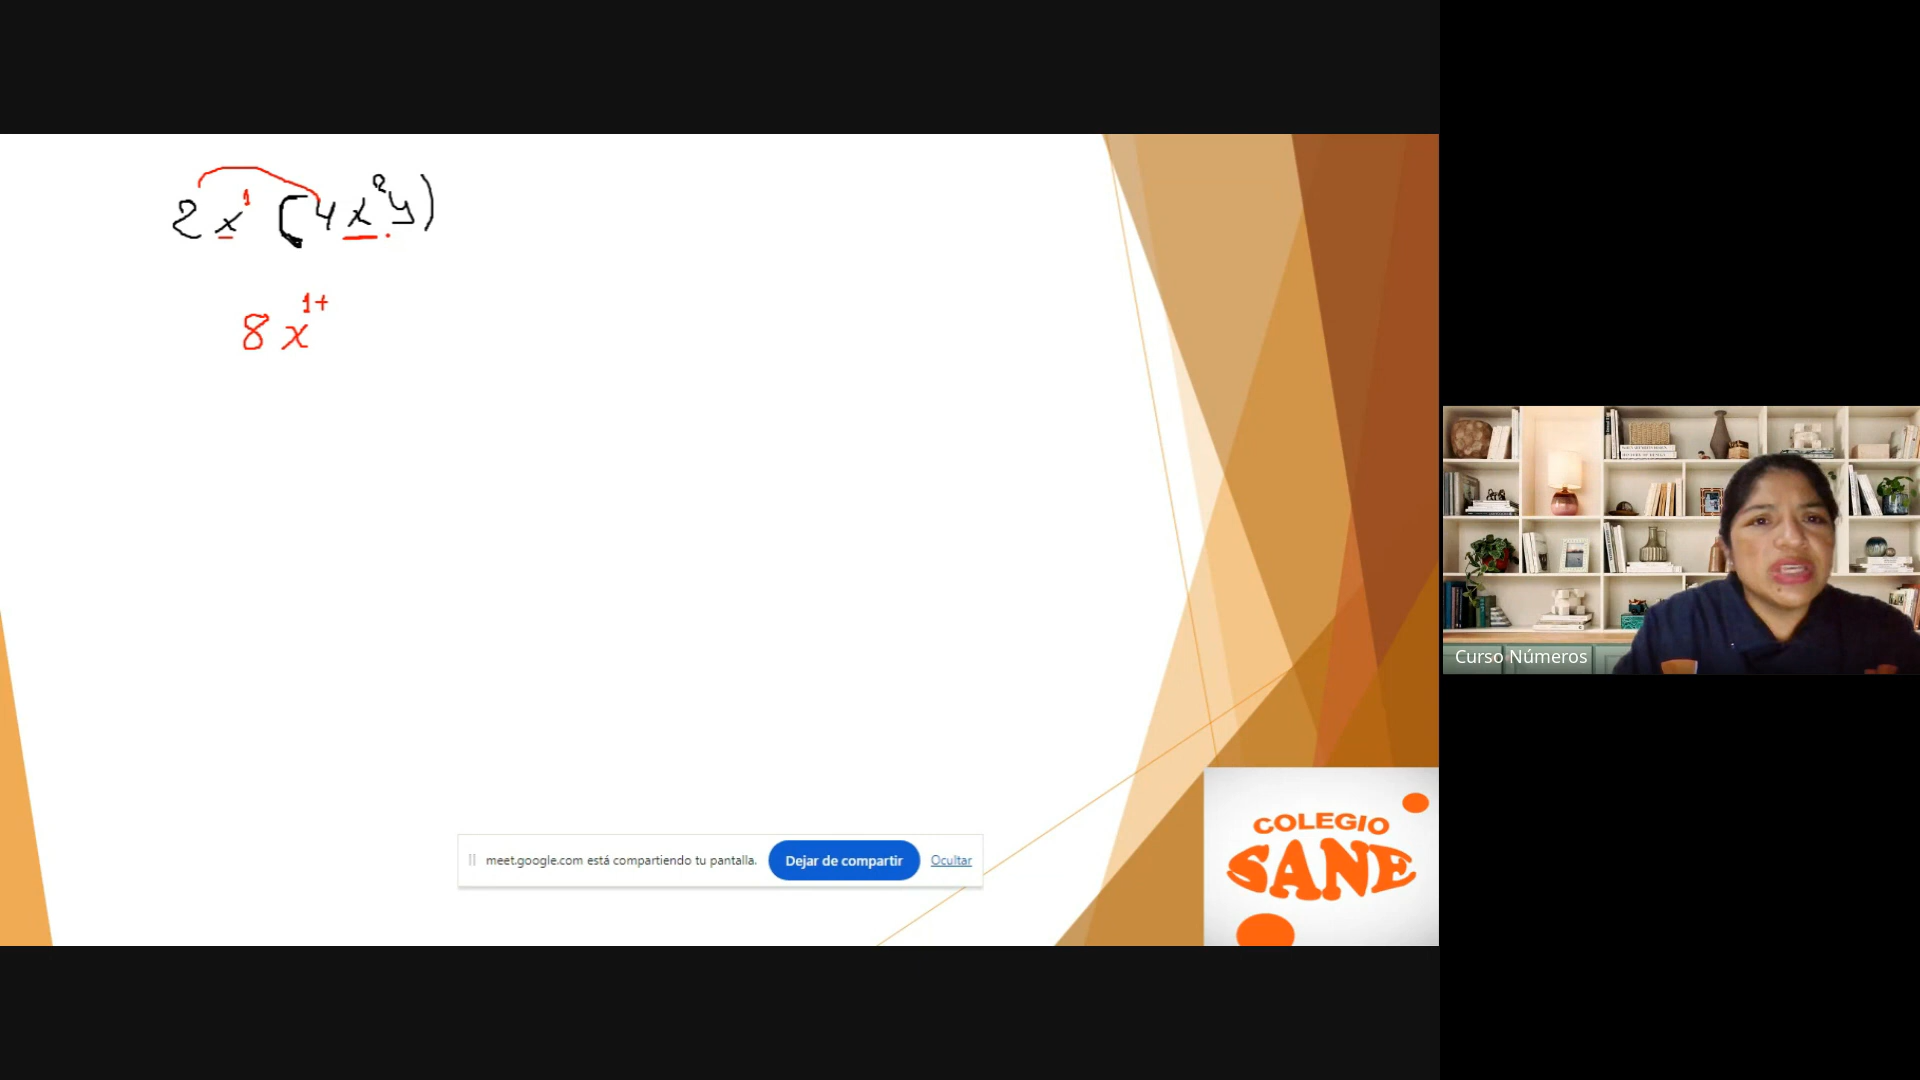 2x¹ (4x²y)
8x¹⁺
meet.google.com está compartiendo tu pantalla. Dejar de compartir Ocultar
COLEGIO
SANE
Curso Números